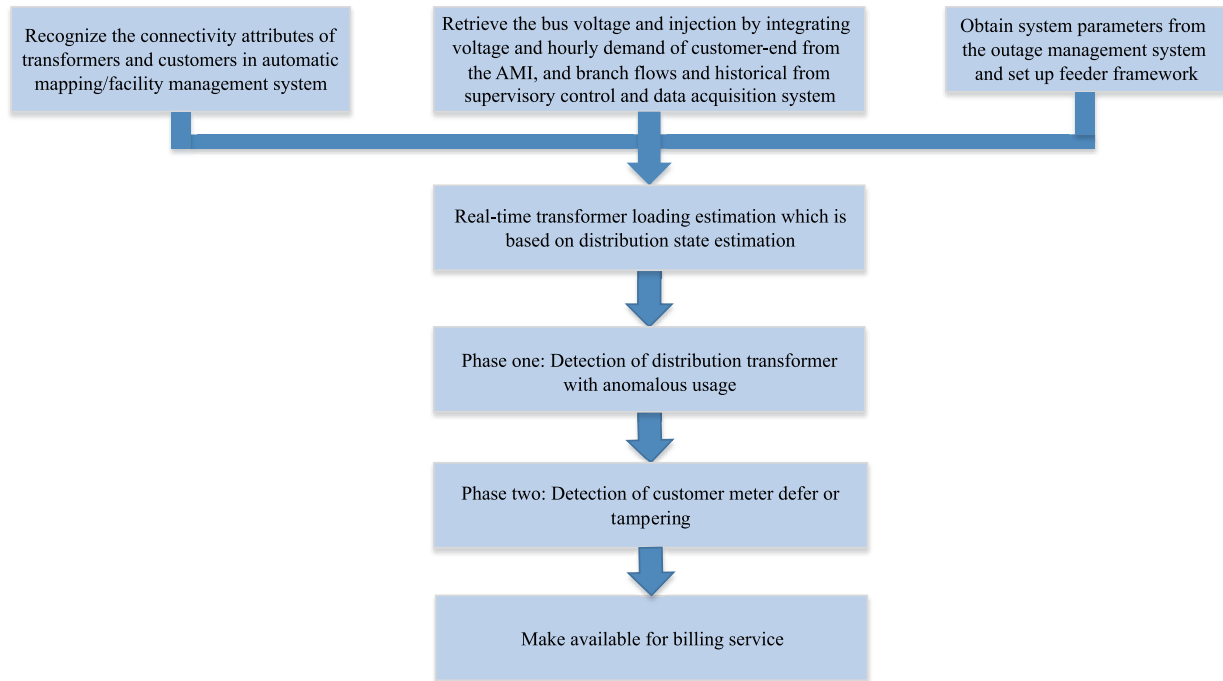 Recognize the connectivity attributes of
transformers and customers in automatic
mapping/facility management system
Retrieve the bus voltage and injection by integrating
voltage and hourly demand of customer-end from
the AMI, and branch flows and historical from
supervisory control and data acquisition system
Obtain system parameters from
the outage management system
and set up feeder framework
Real-time transformer loading estimation which is
based on distribution state estimation
Phase one: Detection of distribution transformer
with anomalous usage
Phase two: Detection of customer meter defer or
tampering
Make available for billing service